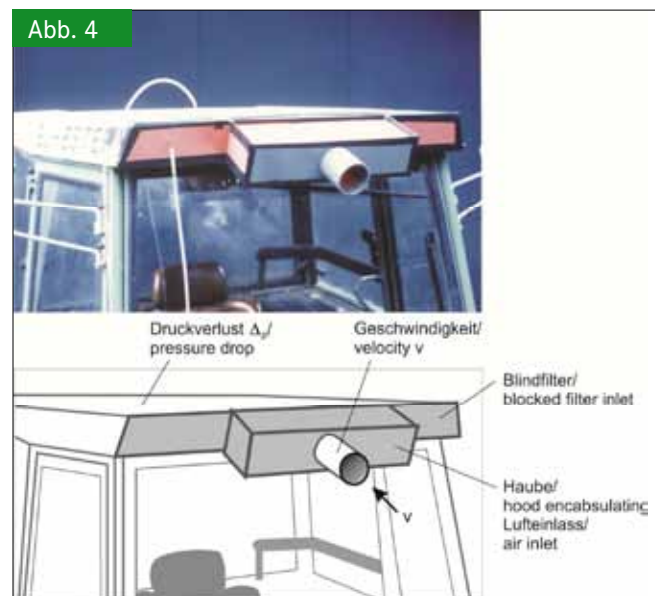 Abb. 4
Druckverlust Δp/
pressure drop
Geschwindigkeit/
velocity v
Blindfilter/
blocked filter inlet
Haube/
hood encabsulating
Lufteinlass/
air inlet
v